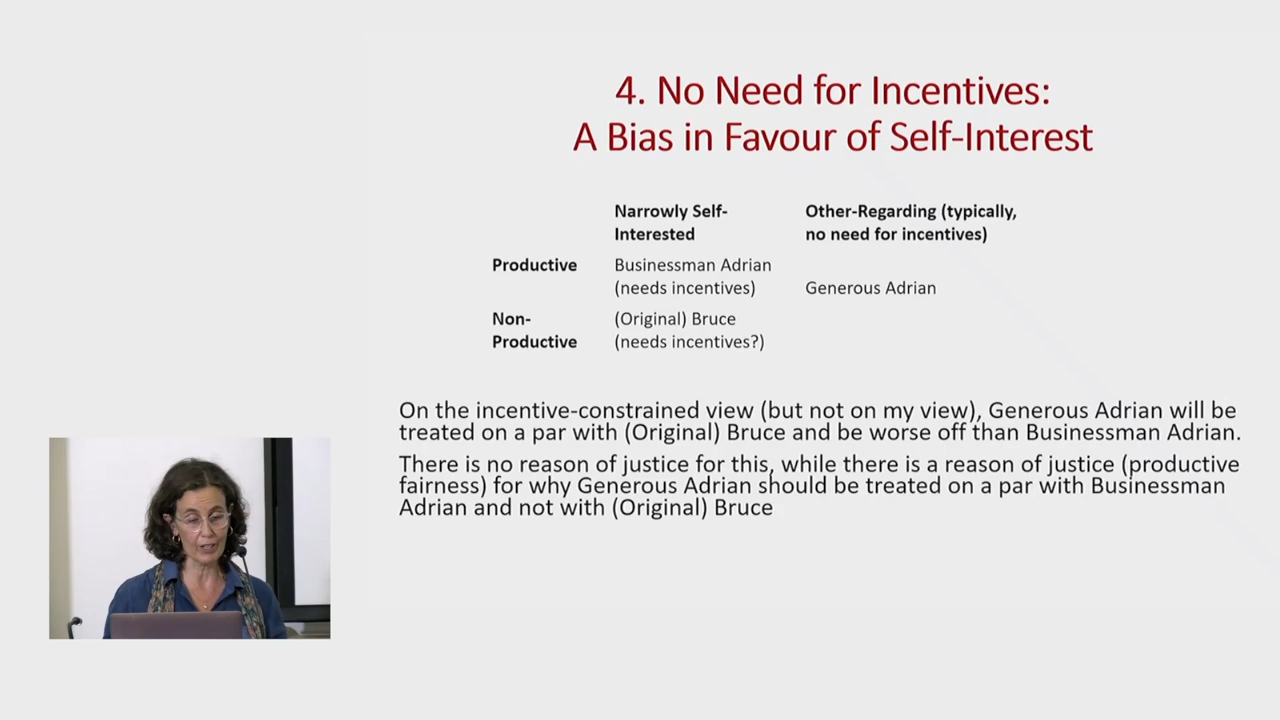 4. No Need for Incentives:
A Bias in Favour of Self-Interest
Narrowly Self-
Interested
Other-Regarding (typically,
no need for incentives)
Productive
Businessman Adrian
(needs incentives)
Generous Adrian
Non-
Productive
(Original) Bruce
(needs incentives?)
On the incentive-constrained view (but not on my view), Generous Adrian will be
treated on a par with (Original) Bruce and be worse off than Businessman Adrian.
There is no reason of justice for this, while there is a reason of justice (productive
fairness) for why Generous Adrian should be treated on a par with Businessman
Adrian and not with (Original) Bruce